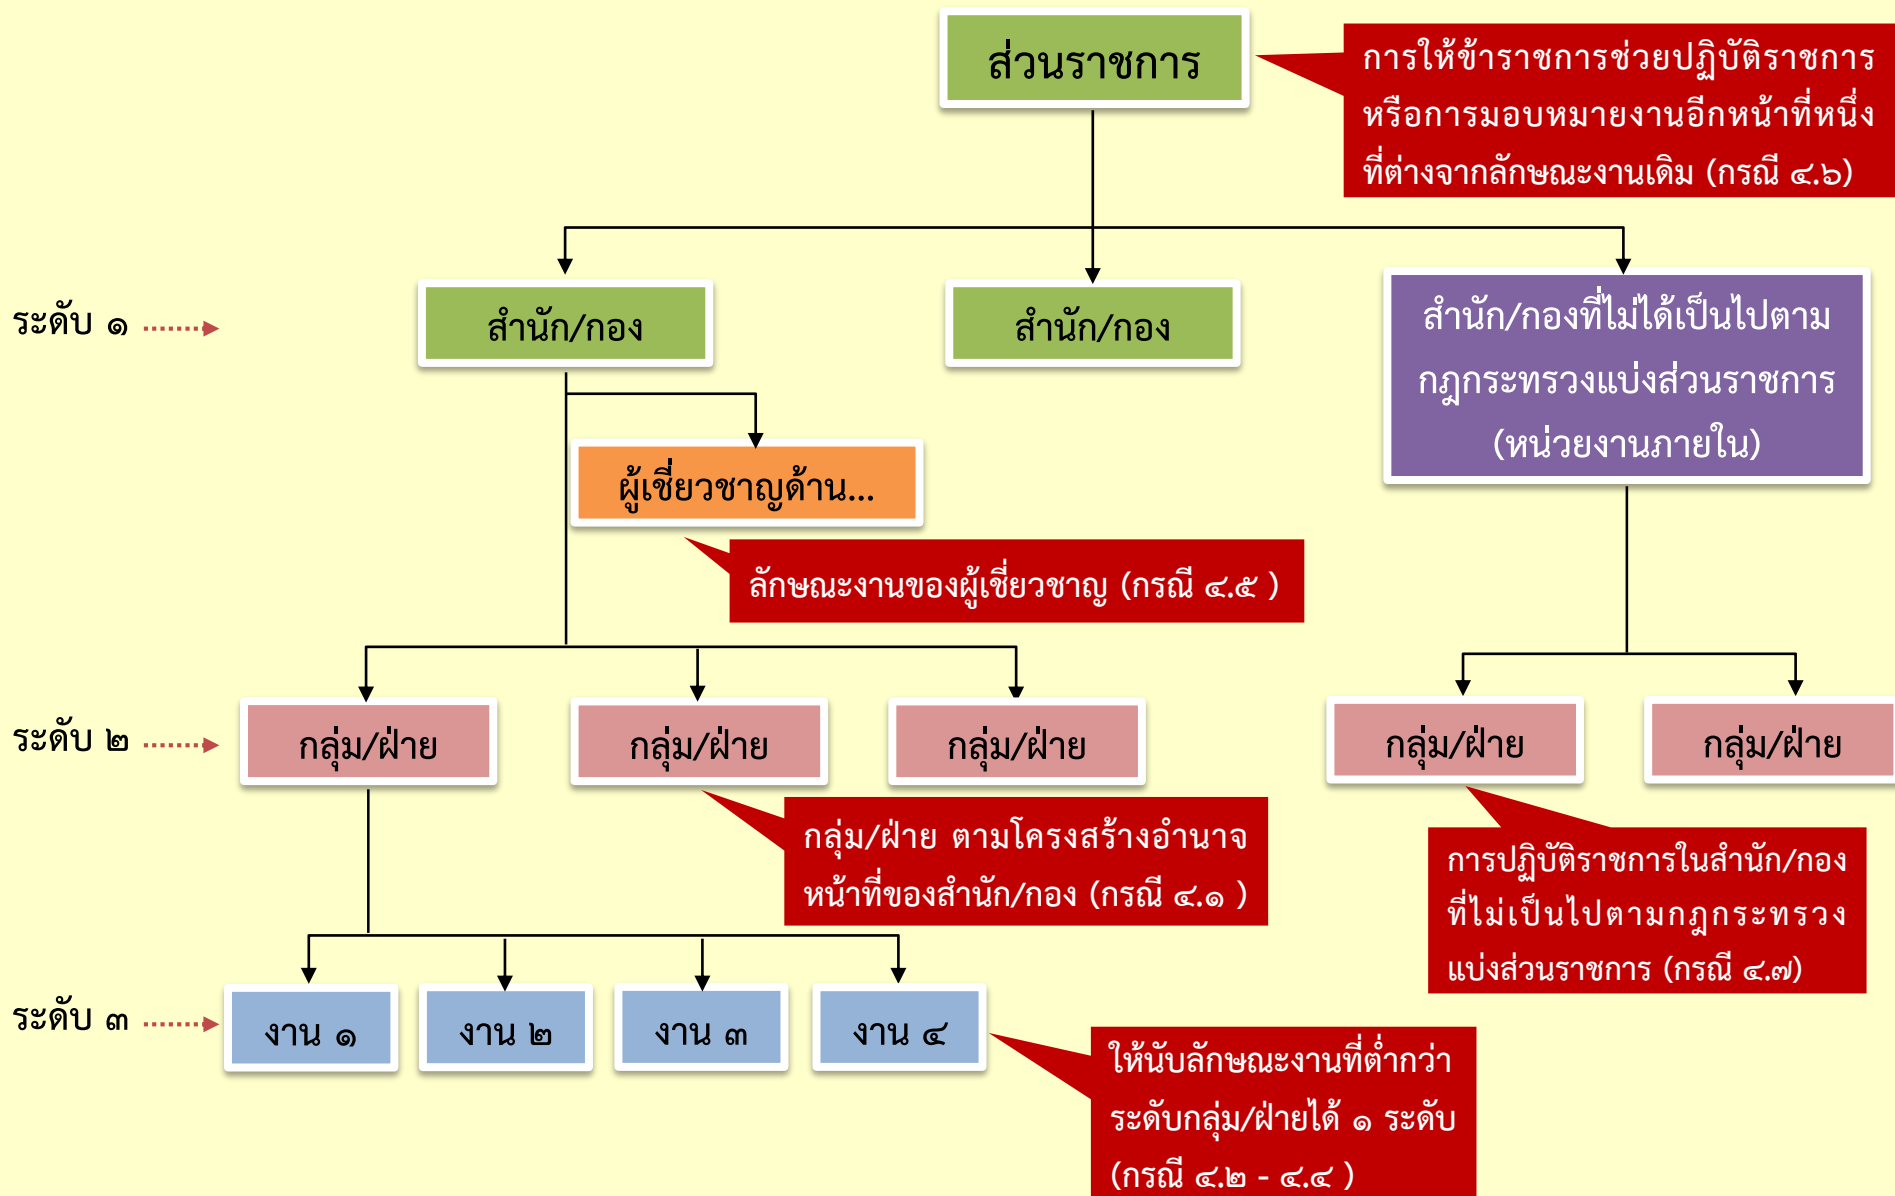 ส่วนราชการ
การให้ข้าราชการช่วยปฏิบัติราชการ
หรือการมอบหมายงานอีกหน้าที่หนึ่ง
ที่ต่างจากลักษณะงานเดิม (กรณี ๔.๖)
ระดับ ๑
สำนัก/กอง
สำนัก/กอง
สำนัก/กองที่ไม่ได้เป็นไปตาม
กฎกระทรวงแบ่งส่วนราชการ
(หน่วยงานภายใน)
ผู้เชี่ยวชาญด้าน...
ลักษณะงานของผู้เชี่ยวชาญ (กรณี ๔.๕ )
ระดับ ๒
กลุ่ม/ฝ่าย
กลุ่ม/ฝ่าย
กลุ่ม/ฝ่าย
กลุ่ม/ฝ่าย
กลุ่ม/ฝ่าย
กลุ่ม/ฝ่าย ตามโครงสร้างอำนาจ
หน้าที่ของสำนัก/กอง (กรณี ๔.๑ )
การปฏิบัติราชการในสำนัก/กอง
ที่ไม่เป็นไปตามกฎกระทรวง
แบ่งส่วนราชการ (กรณี ๔.๗)
ระดับ ๓
งาน ๑
งาน ๒
งาน ๓
งาน ๔
ให้นับลักษณะงานที่ต่ำกว่า
ระดับกลุ่ม/ฝ่ายได้ ๑ ระดับ
(กรณี ๔.๒ - ๔.๔ )